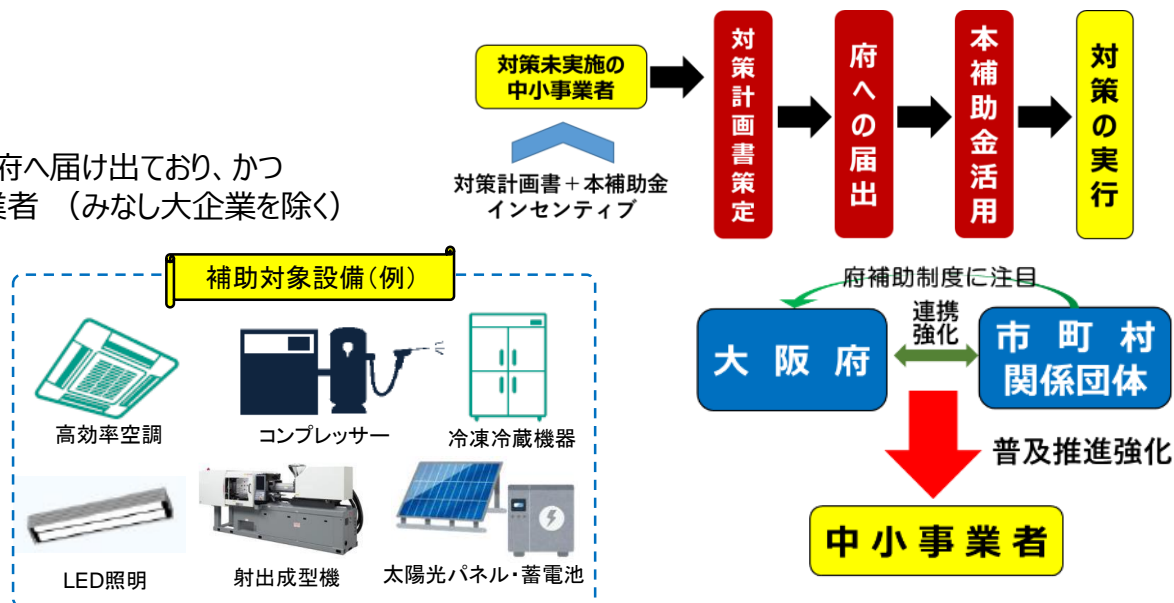 対策未実施の
中小事業者
対策計画書+本補助金
インセンティブ
対策計画書策定
府への届出
本補助金活用
対策の実行
府へ届け出ており、かつ
業者 (みなし大企業を除く)
補助対象設備(例)
高効率空調
コンプレッサー
冷凍冷蔵機器
LED照明
射出成型機
太陽光パネル・蓄電池
府補助制度に注目
大阪府
連携
強化
市町村
関係団体
普及推進強化
中小事業者